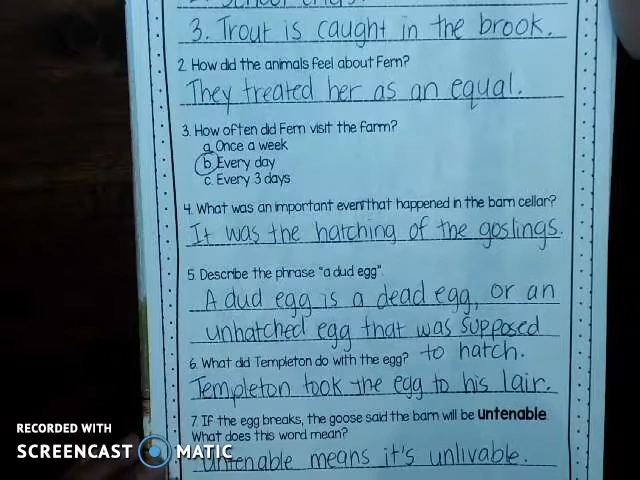 3. Trout is caught in the brook.
2. How did the animals feel about Fern?
They treated her as an equal.
3. How often did Fern visit the farm?
a. Once a week
b. Every day
c. Every 3 days
4. What was an important event that happened in the barn cellar?
It was the hatching of the goslings.
5. Describe the phrase "a dud egg".
A dud egg is a dead egg, or an
unhatched egg that was supposed
to hatch.
6. What did Templeton do with the egg?
Templeton took the egg to his lair.
7. IF the egg breaks, the goose said the barn will be untenable
What does this word mean?
Untenable means it's unlivable.
RECORDED WITH
SCREENCAST MATIC